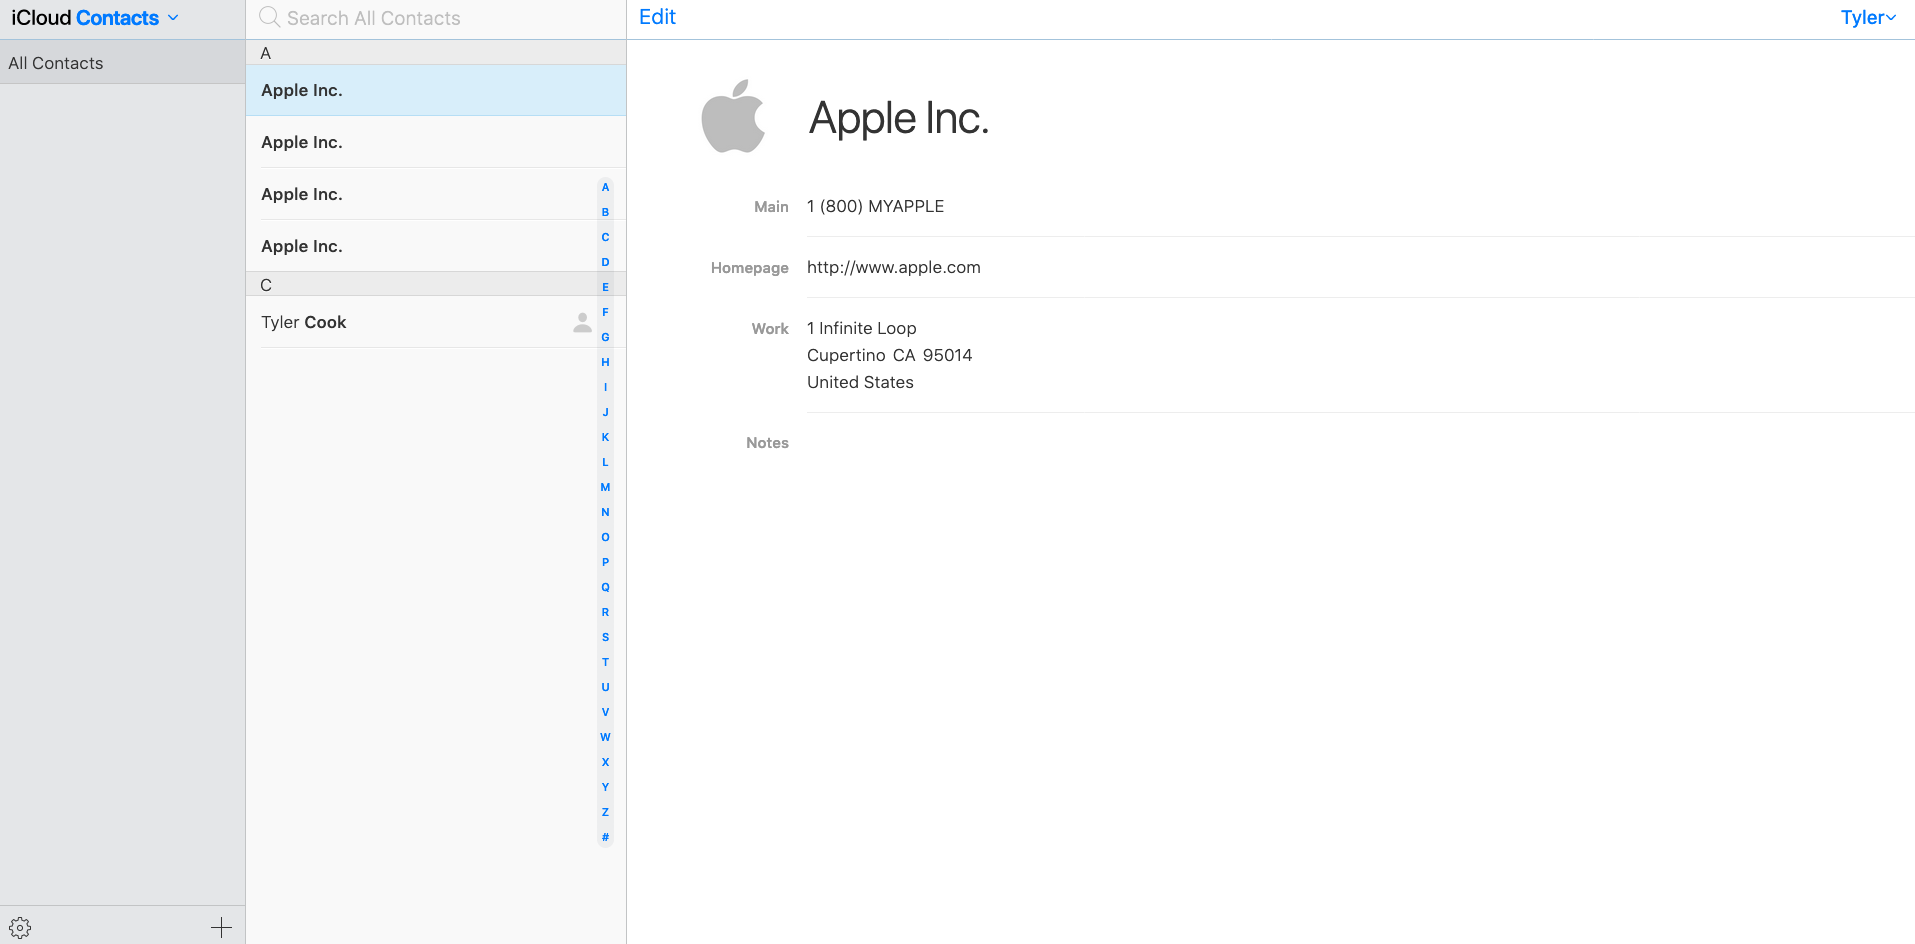 iCloud Contacts
Search All Contacts
Edit
Tyler
All Contacts
A
Apple Inc.
Apple Inc.
Apple Inc.
Apple Inc.
C
Tyler Cook
A
B
C
D
E
F
G
H
I
J
K
L
M
N
O
P
Q
R
S
T
U
V
W
X
Y
Z
#
Apple Inc.
Main 1 (800) MYAPPLE
Homepage http://www.apple.com
Work 1 Infinite Loop
Cupertino CA 95014
United States
Notes